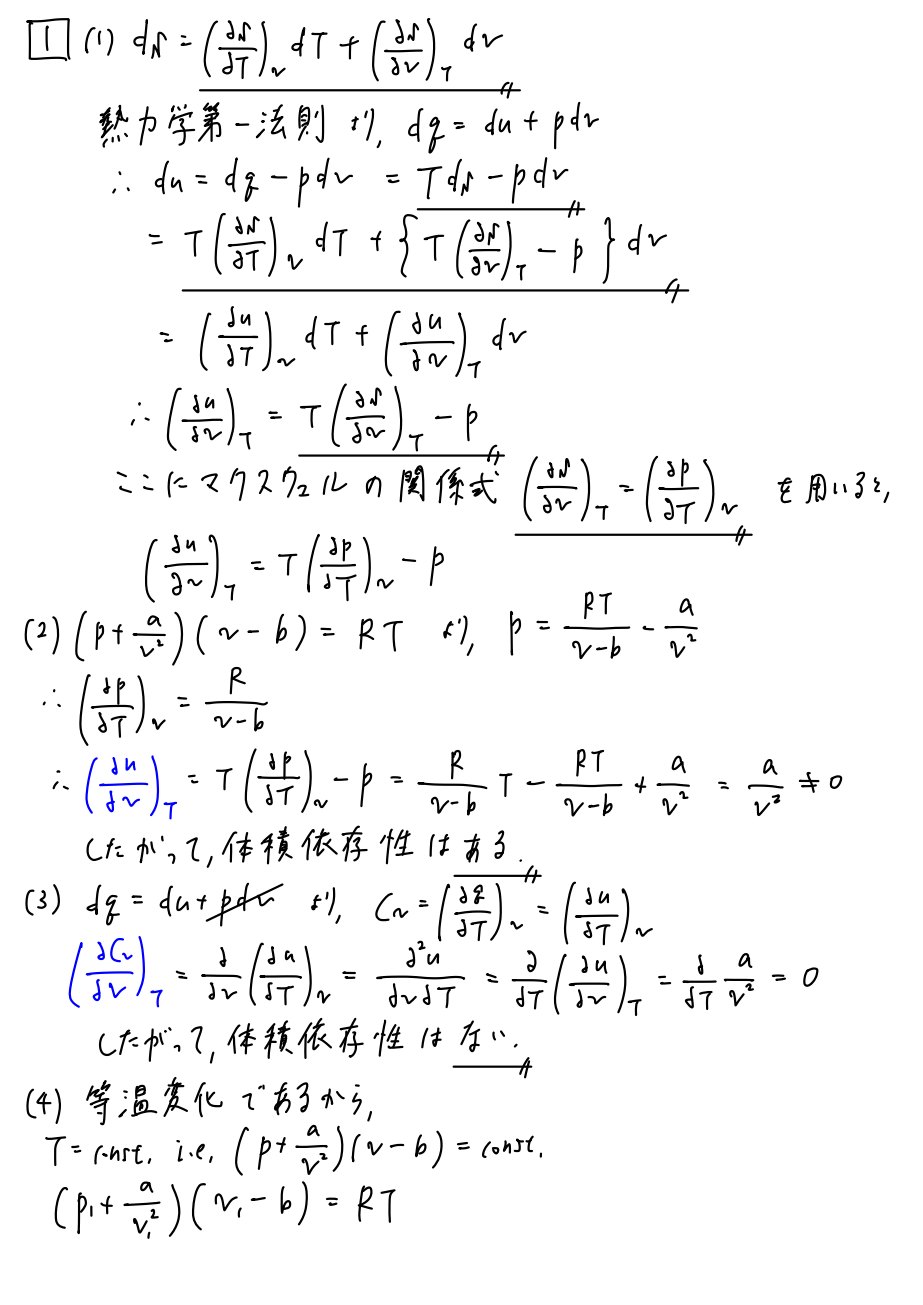 1 (1) ds = (∂s/∂T)_v dT + (∂s/∂v)_T dv
熱力学第一法則 より, dq = du + pdv
∴ du = dq − pdv = Tds − pdv
= T(∂s/∂T)_v dT + {T(∂s/∂v)_T − p} dv
= (∂u/∂T)_v dT + (∂u/∂v)_T dv
∴ (∂u/∂v)_T = T(∂s/∂v)_T − p
ここにマクスウェルの関係式 (∂s/∂v)_T = (∂p/∂T)_v を用いると,
(∂u/∂v)_T = T(∂p/∂T)_v − p
(2) (p + a/v²)(v − b) = RT より, p = RT/(v−b) − a/v²
∴ (∂p/∂T)_v = R/(v−b)
∴ (∂u/∂v)_T = T(∂p/∂T)_v − p = R/(v−b) T − RT/(v−b) + a/v² = a/v² ≠ 0
したがって, 体積依存性はある.
(3) dq = du + pdv より, Cv = (∂q/∂T)_v = (∂u/∂T)_v
(∂Cv/∂v)_T = ∂/∂v (∂u/∂T)_v = ∂²u/∂v∂T = ∂/∂T (∂u/∂v)_T = ∂/∂T a/v² = 0
したがって, 体積依存性は ない.
(4) 等温変化であるから,
T = const. i.e, (p + a/v²)(v − b) = const.
(p₁ + a/v₁²)(v₁ − b) = RT